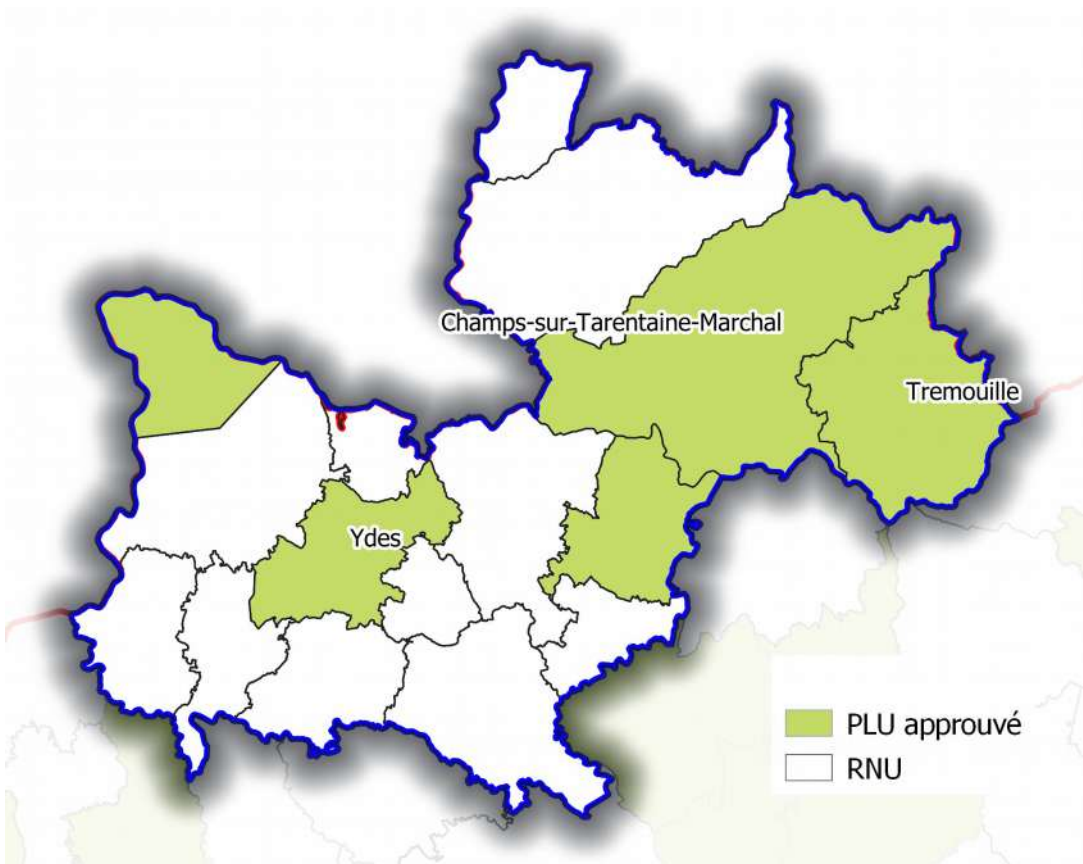 Champs-sur-Tarentaine-Marchal
Tremouille
Ydes
PLU approuvé
RNU